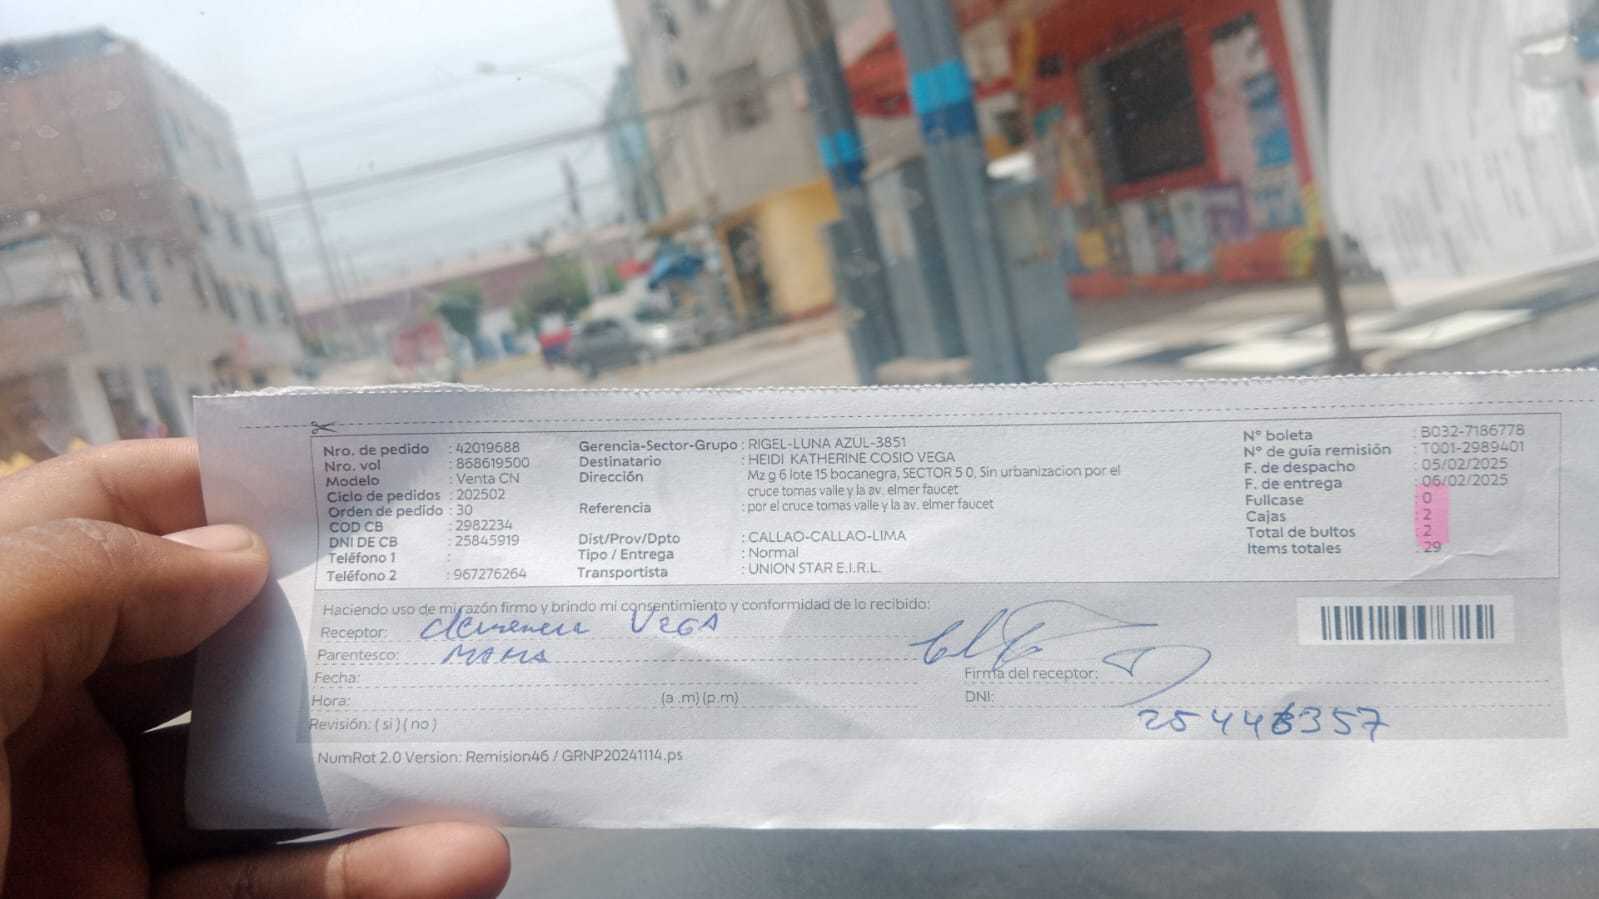 Nro. de pedido : 42019688
Nro. vol : 868619500
Modelo : Venta CN
Ciclo de pedidos : 202502
Orden de pedido : 30
COD CB : 2982234
DNI DE CB : 25845919
Teléfono 1 :
Teléfono 2 : 967276264
Gerencia-Sector-Grupo : RIGEL-LUNA AZUL-3851
Destinatario : HEIDI KATHERINE COSIO VEGA
Dirección : Mz g 6 lote 15 bocanegra, SECTOR 5 0, Sin urbanizacion por el
cruce tomas valle y la av. elmer faucet
Referencia : por el cruce tomas valle y la av. elmer faucet
Dist/Prov/Dpto : CALLAO-CALLAO-LIMA
Tipo / Entrega : Normal
Transportista : UNION STAR E.I.R.L.
N° boleta : B032-7186778
N° de guía remisión : T001-2989401
F. de despacho : 05/02/2025
F. de entrega : 06/02/2025
Fullcase : 0
Cajas : 2
Total de bultos : 2
Items totales : 29
Haciendo uso de mi razón firmo y brindo mi consentimiento y conformidad de lo recibido:
Receptor: VEGA
Parentesco: MAMA
Fecha:
Hora: (a .m) (p.m)
Revisión: ( si ) ( no )
Firma del receptor:
DNI:
NumRot 2.0 Version: Remision46 / GRNP20241114.ps